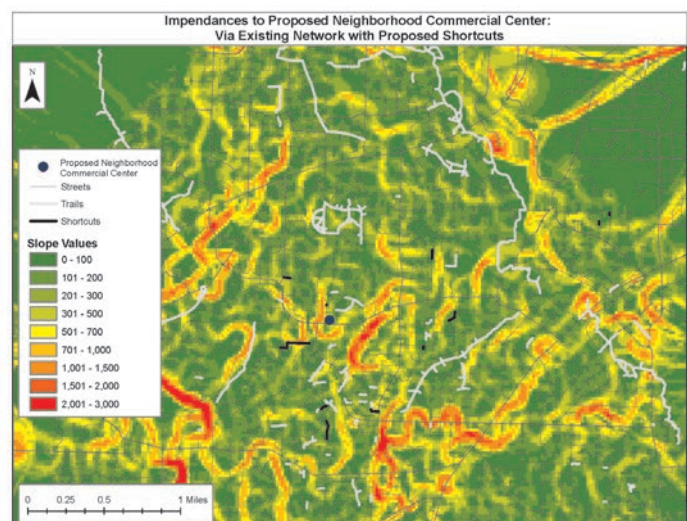 Impendances to Proposed Neighborhood Commercial Center:
Via Existing Network with Proposed Shortcuts
N
Proposed Neighborhood
Commercial Center
Streets
Trails
Shortcuts
Slope Values
0 - 100
101 - 200
201 - 300
301 - 500
501 - 700
701 - 1,000
1,001 - 1,500
1,501 - 2,000
2,001 - 3,000
0 0.25 0.5 1 Miles